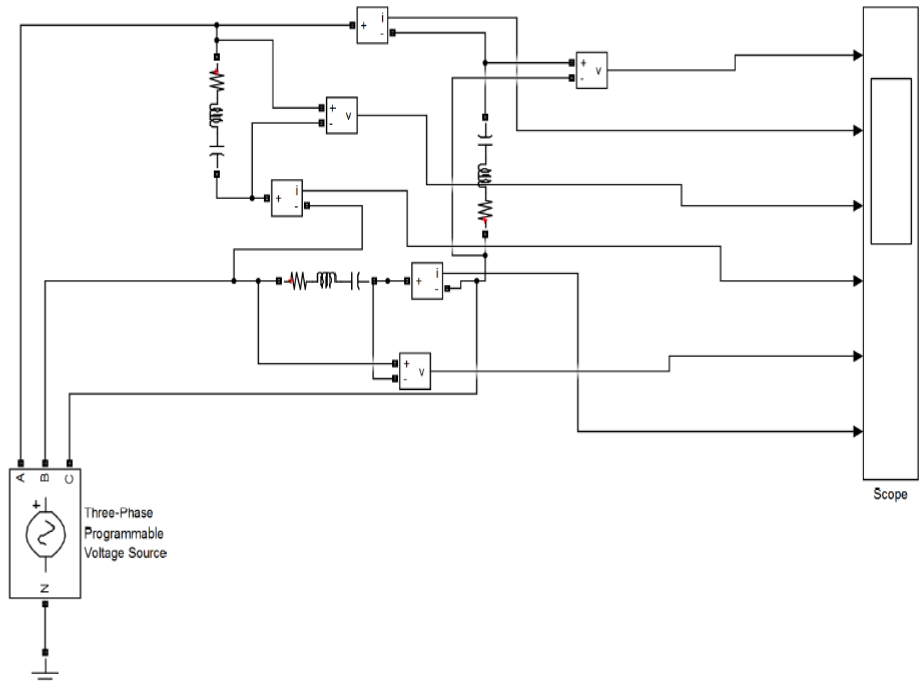 i
+
-
+
v
-
+
v
-
i
+
-
i
+
-
+
v
-
A B C
+
Three-Phase
Programmable
Voltage Source
N
Scope